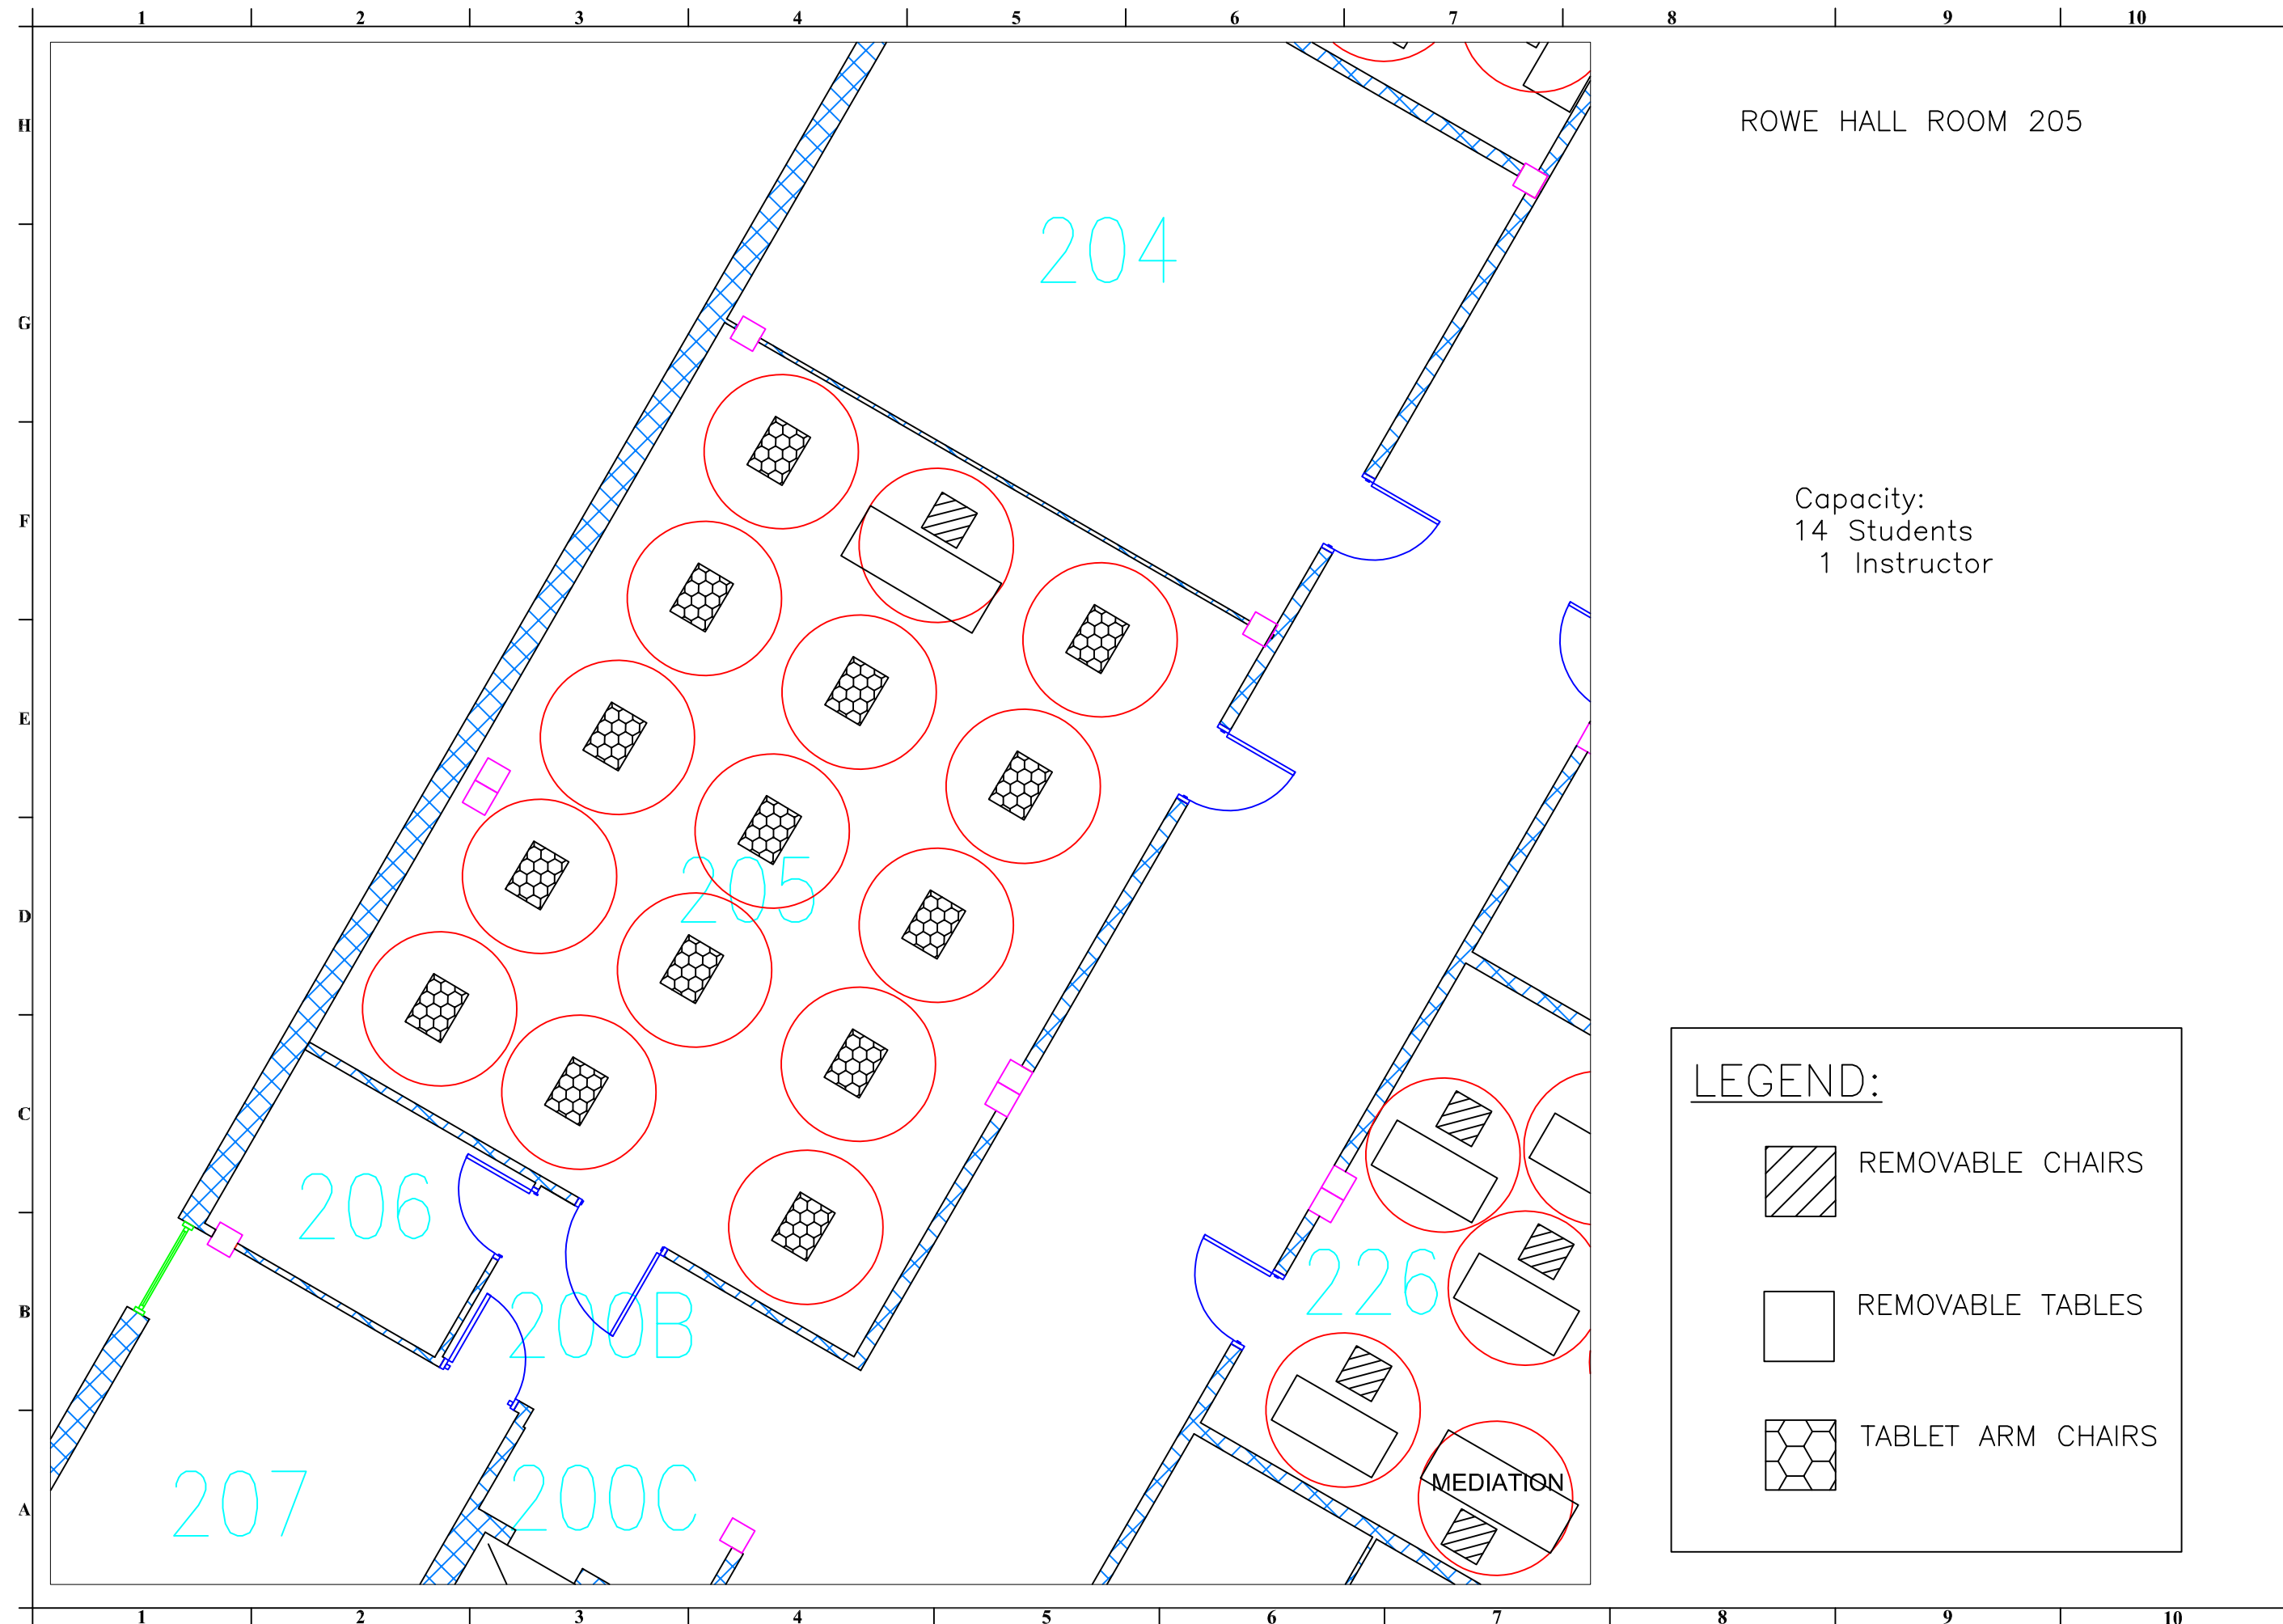 1 2 3 4 5 6 7 8 9 10
H
ROWE HALL ROOM 205
204
G
Capacity:
14 Students
1 Instructor
F
E
205
D
LEGEND:
C
REMOVABLE CHAIRS
206
226
REMOVABLE TABLES
B
200B
TABLET ARM CHAIRS
MEDIATION
A
207
200C
1 2 3 4 5 6 7 8 9 10